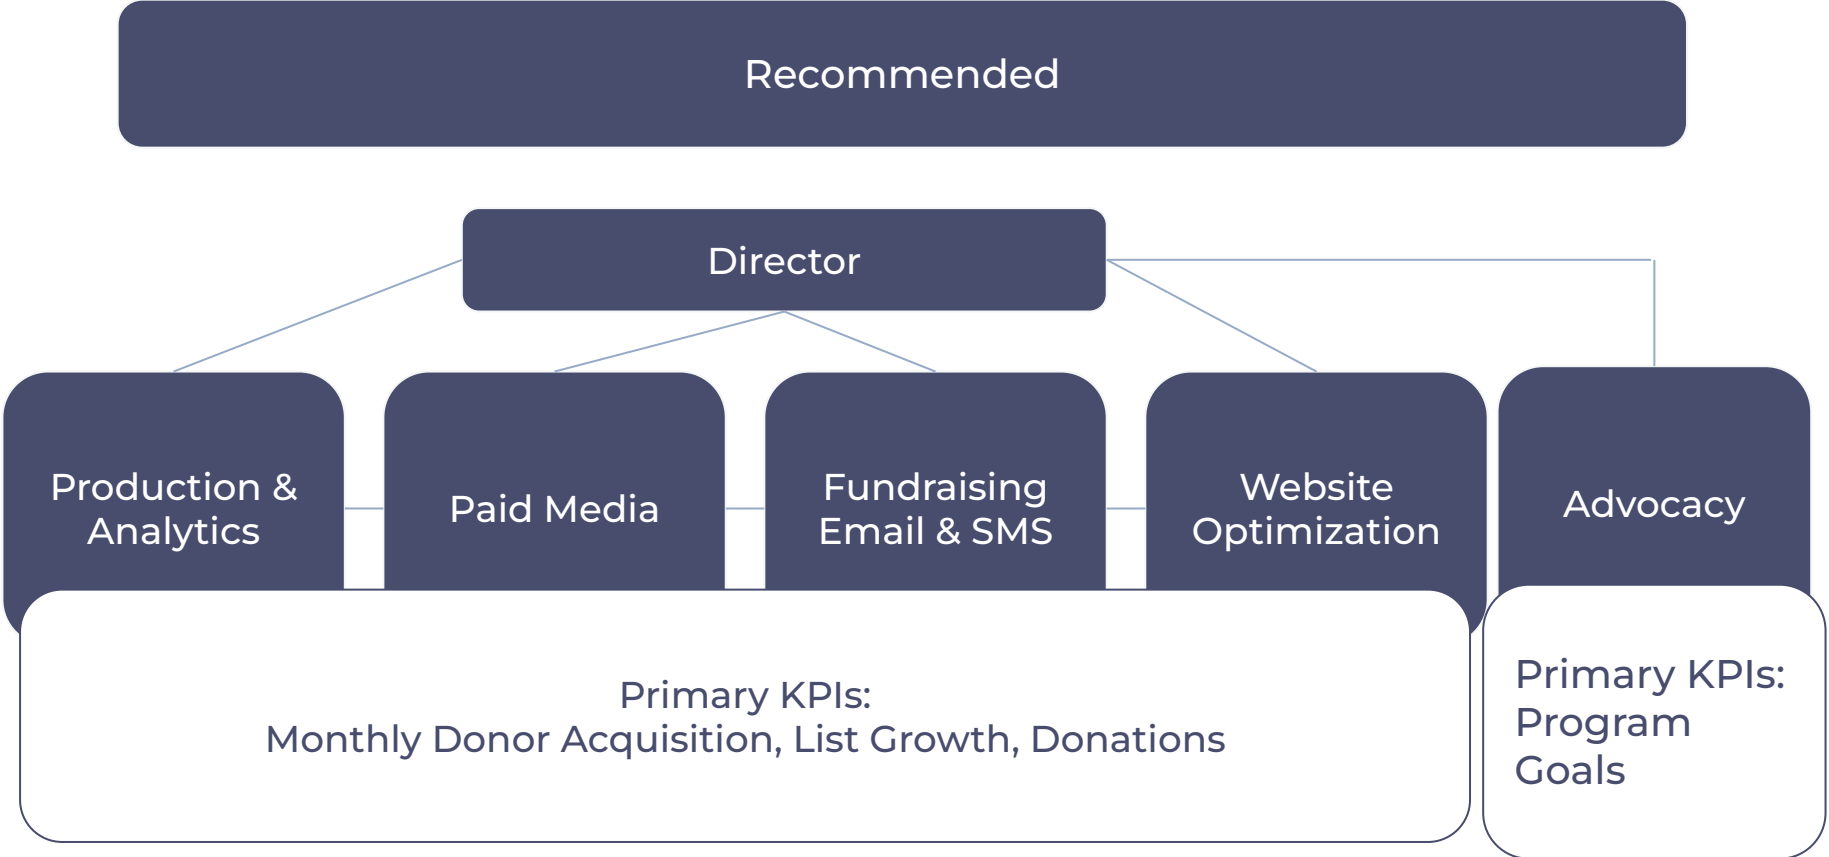 Recommended
Director
Production &
Analytics
Paid Media
Fundraising
Email & SMS
Website
Optimization
Advocacy
Primary KPIs:
Monthly Donor Acquisition, List Growth, Donations
Primary KPIs:
Program
Goals